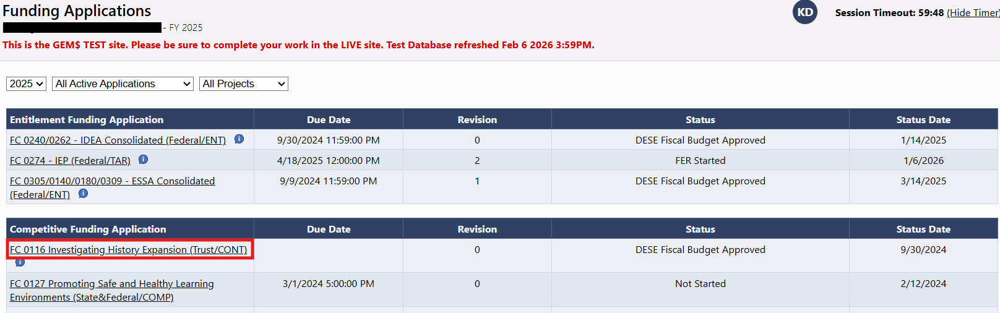 Funding Applications
KD
Session Timeout: 59:48 (Hide Timer)
- FY 2025
This is the GEM$ TEST site. Please be sure to complete your work in the LIVE site. Test Database refreshed Feb 6 2026 3:59PM.
2025 All Active Applications All Projects
Entitlement Funding Application Due Date Revision Status Status Date
FC 0240/0262 - IDEA Consolidated (Federal/ENT) 9/30/2024 11:59:00 PM 0 DESE Fiscal Budget Approved 1/14/2025
FC 0274 - IEP (Federal/TAR) 4/18/2025 12:00:00 PM 2 FER Started 1/6/2026
FC 0305/0140/0180/0309 - ESSA Consolidated 9/9/2024 11:59:00 PM 1 DESE Fiscal Budget Approved 3/14/2025
(Federal/ENT)
Competitive Funding Application Due Date Revision Status Status Date
FC 0116 Investigating History Expansion (Trust/CONT) 0 DESE Fiscal Budget Approved 9/30/2024
FC 0127 Promoting Safe and Healthy Learning 3/1/2024 5:00:00 PM 0 Not Started 2/12/2024
Environments (State&Federal/COMP)